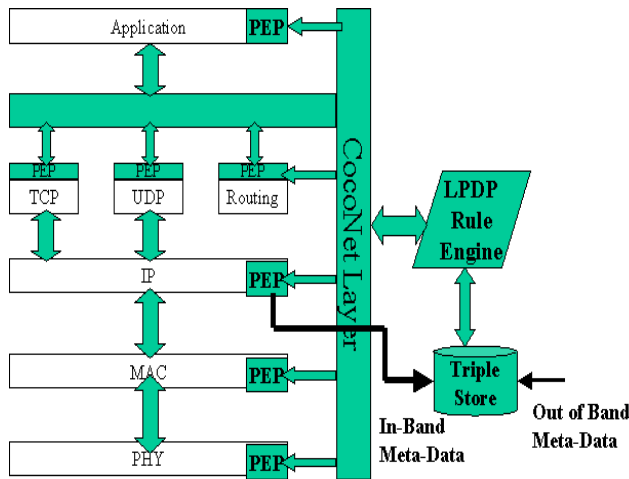 Application PEP
PEP PEP PEP
TCP UDP Routing
IP PEP
MAC PEP
PHY PEP
CocoNet Layer
LPDP
Rule
Engine
Triple
Store
In-Band
Meta-Data
Out of Band
Meta-Data